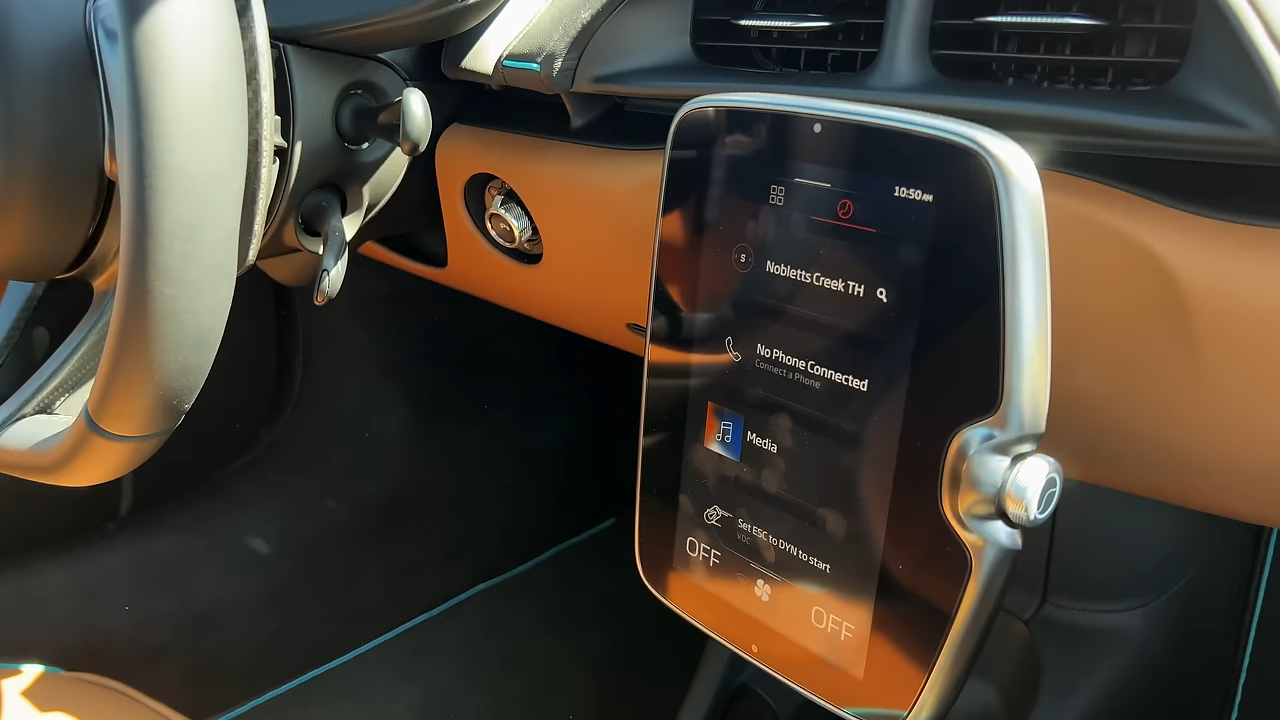 10:50AM
S
Nobletts Creek TH
No Phone Connected
Connect a Phone
Media
Set ESC to DYN to start
VDC
OFF
OFF